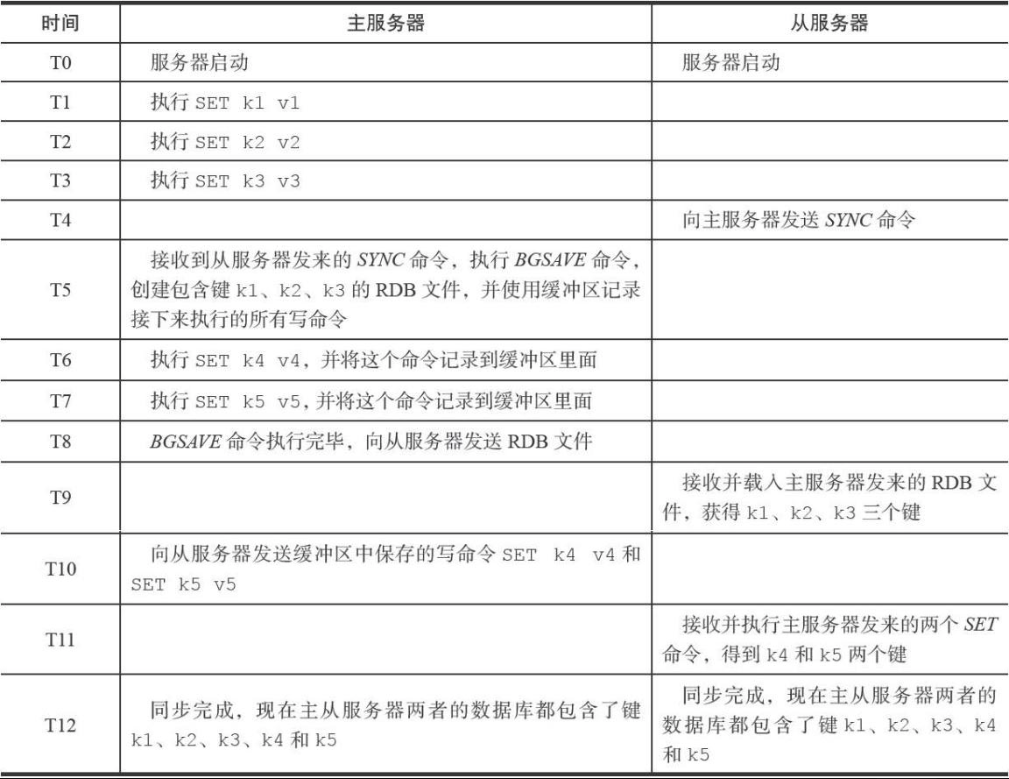 时间 主服务器 从服务器
T0 服务器启动 服务器启动
T1 执行 SET k1 v1
T2 执行 SET k2 v2
T3 执行 SET k3 v3
T4 向主服务器发送 SYNC 命令
接收到从服务器发来的 SYNC 命令，执行 BGSAVE 命令，
T5 创建包含键 k1、k2、k3 的 RDB 文件，并使用缓冲区记录
接下来执行的所有写命令
T6 执行 SET k4 v4，并将这个命令记录到缓冲区里面
T7 执行 SET k5 v5，并将这个命令记录到缓冲区里面
T8 BGSAVE 命令执行完毕，向从服务器发送 RDB 文件
T9
接收并载入主服务器发来的 RDB 文
件，获得 k1、k2、k3 三个键
T10
向从服务器发送缓冲区中保存的写命令 SET k4 v4 和
SET k5 v5
T11
接收并执行主服务器发来的两个 SET
命令，得到 k4 和 k5 两个键
T12
同步完成，现在主从服务器两者的数据库都包含了键
k1、k2、k3、k4 和 k5
同步完成，现在主从服务器两者的
数据库都包含了键 k1、k2、k3、k4
和 k5